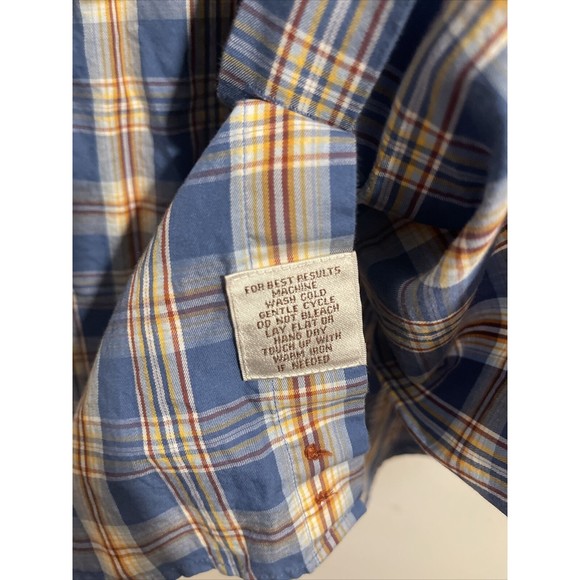 FOR BEST RESULTS
MACHINE
WASH COLD
GENTLE CYCLE
DO NOT BLEACH
LAY FLAT OR
HAND DRY
TOUCH UP WITH
WARM IRON
IF NEEDED